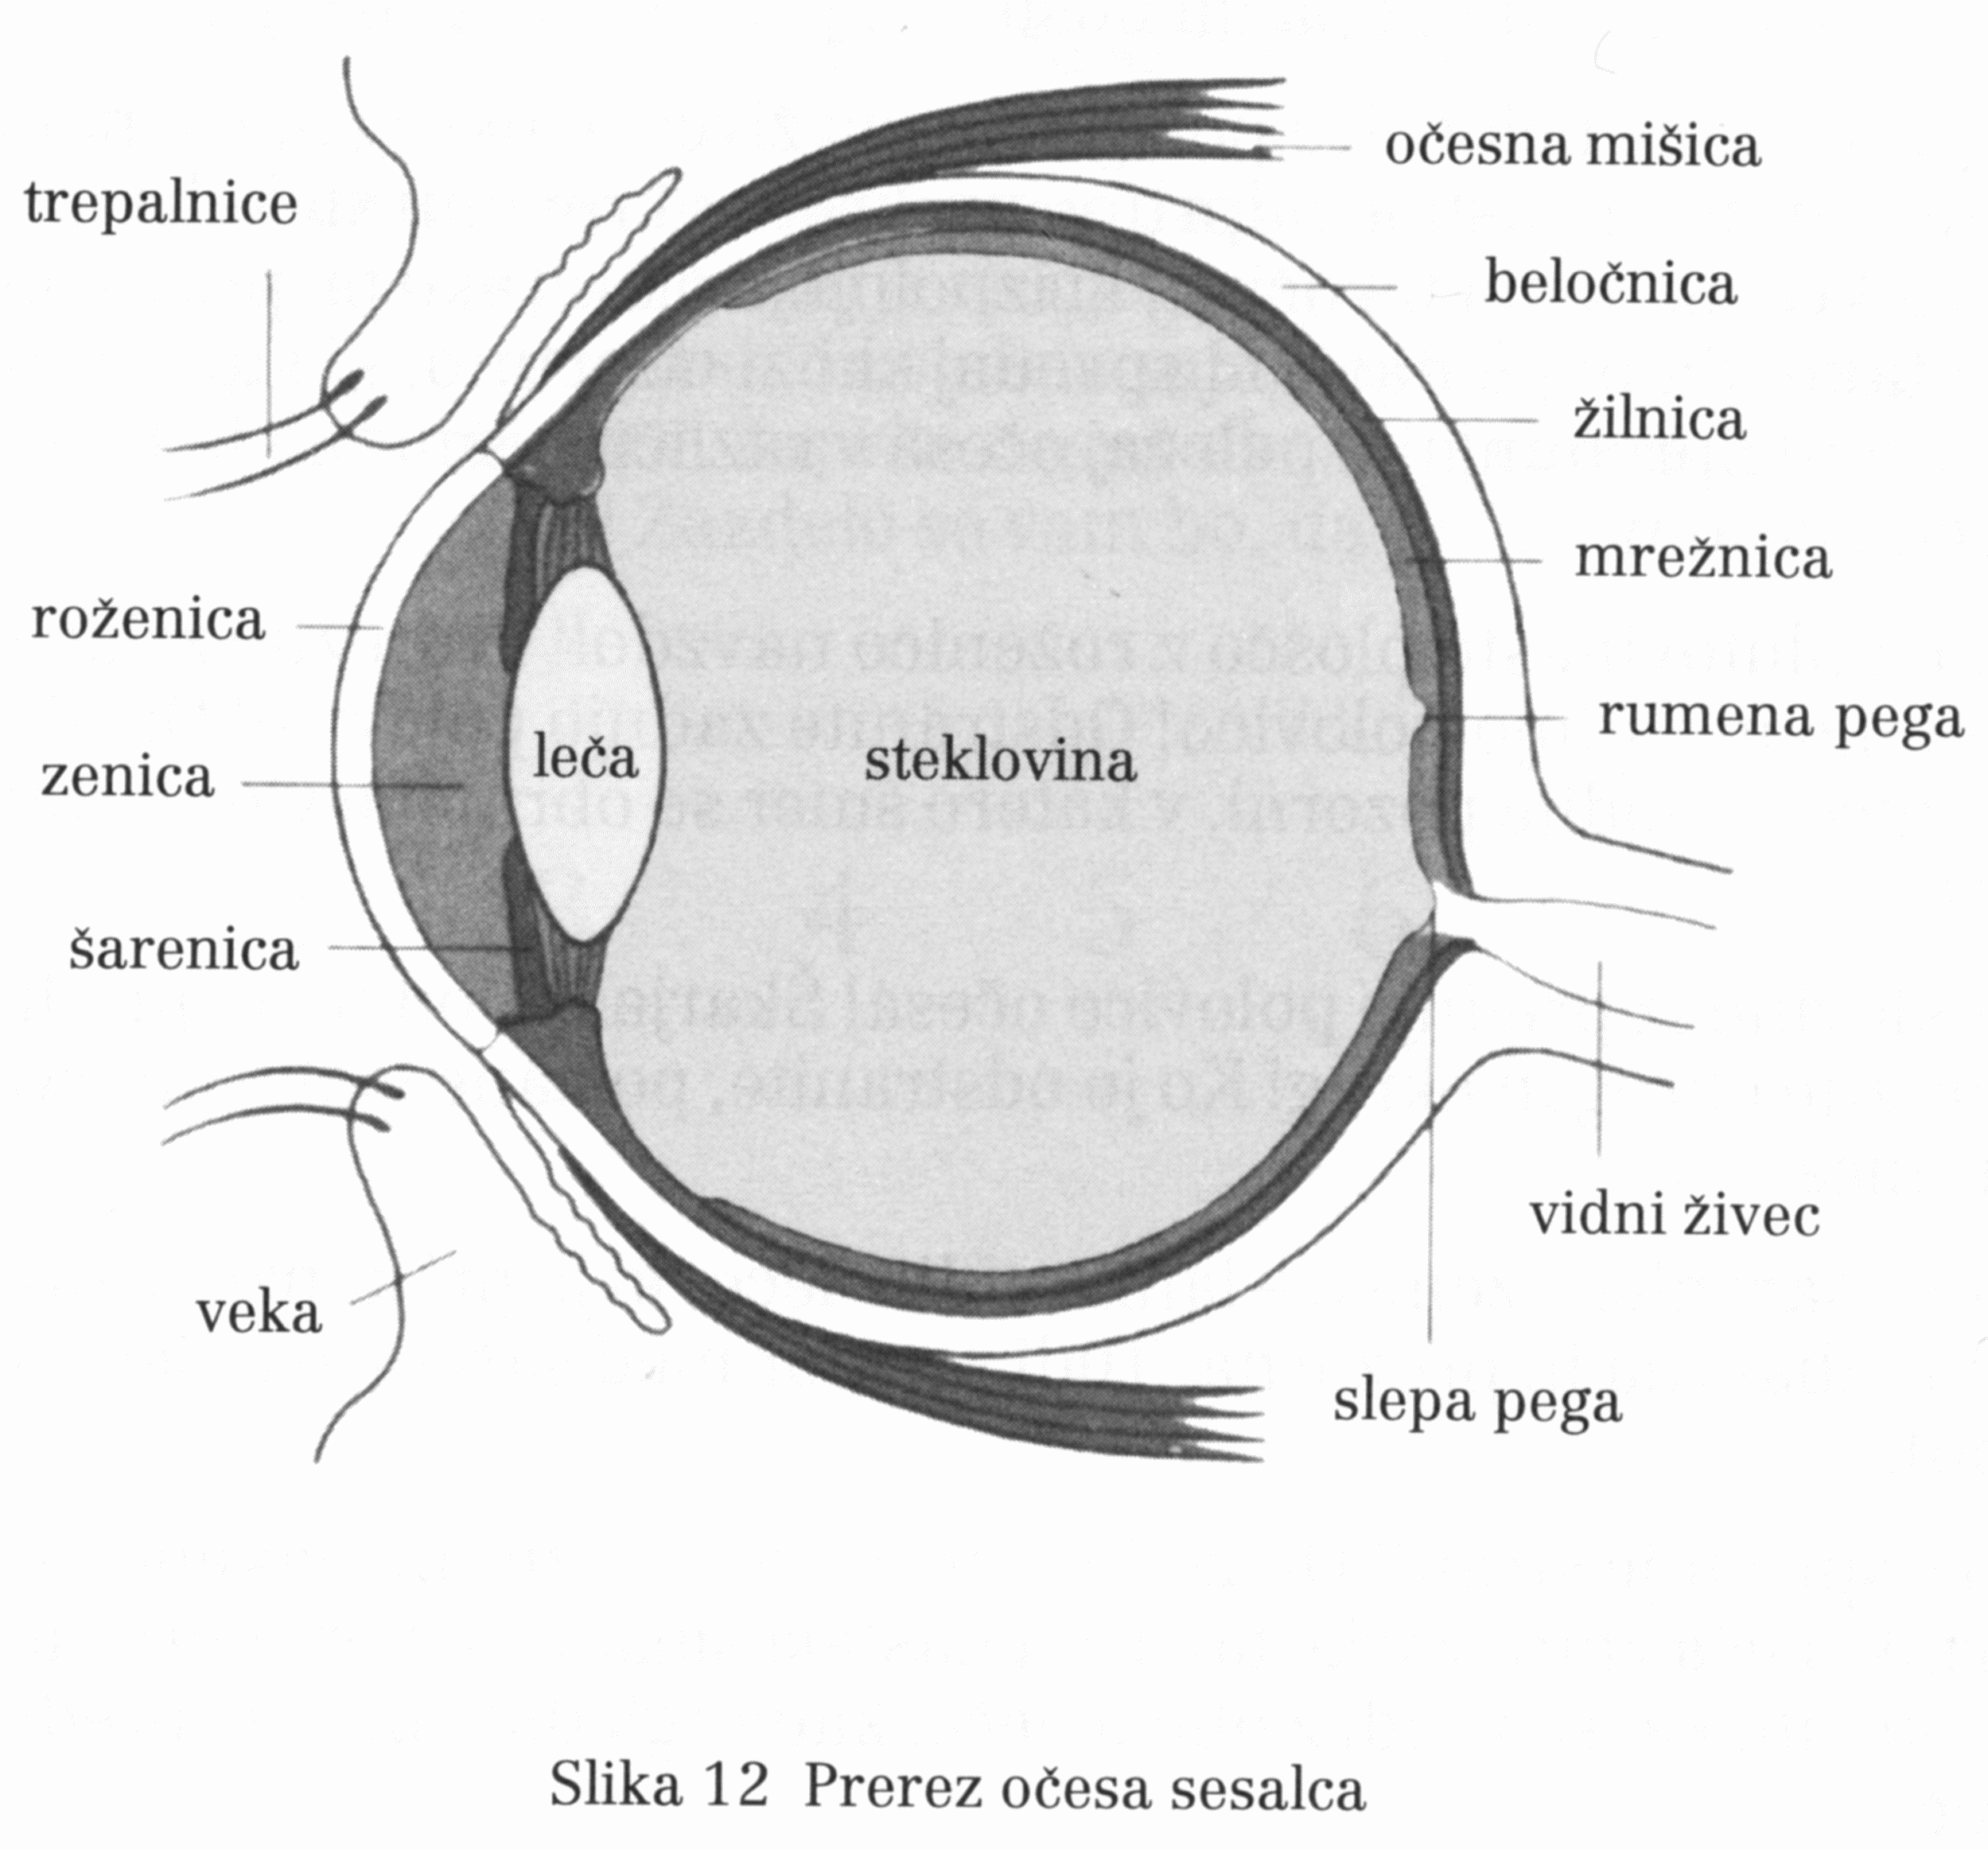 očesna mišica
trepalnice
beločnica
žilnica
mrežnica
roženica
rumena pega
zenica
leča
steklovina
šarenica
vidni živec
veka
slepa pega
Slika 12 Prerez očesa sesalca